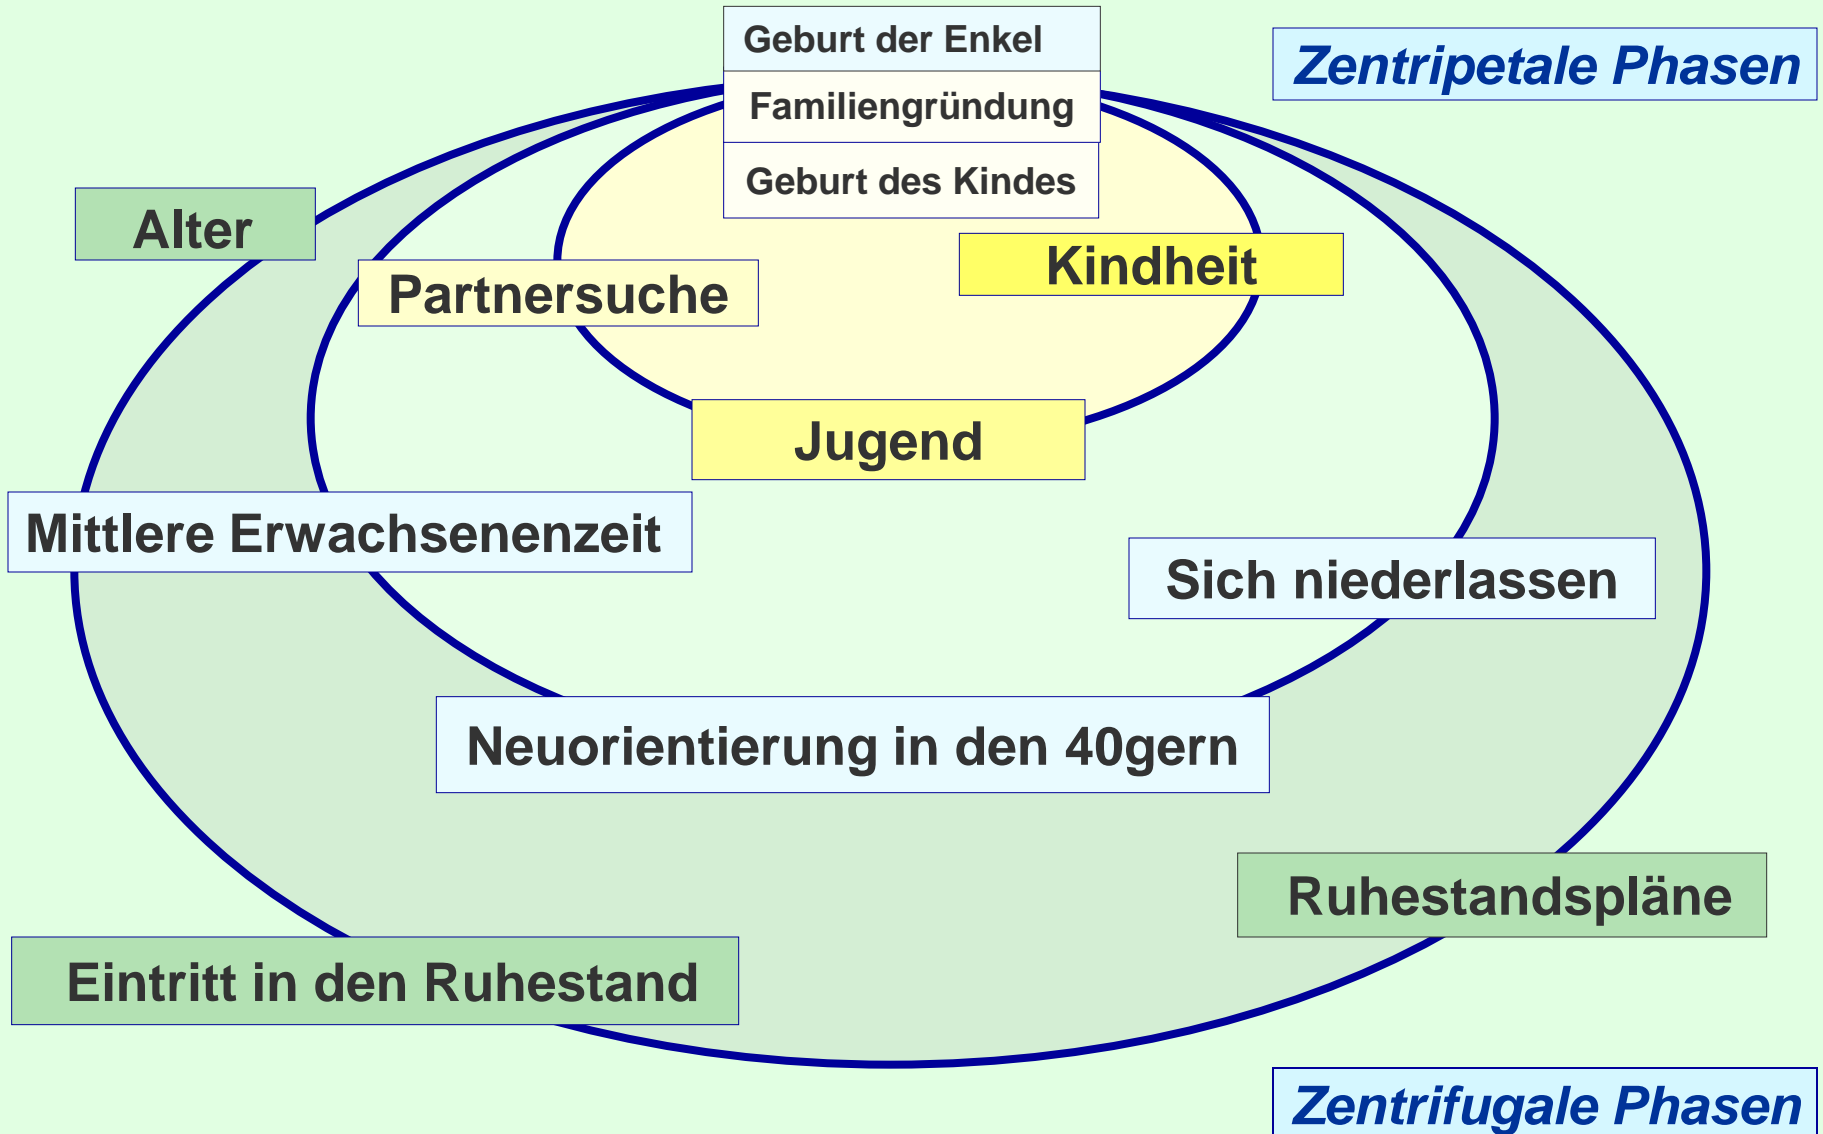 Geburt der Enkel
Zentripetale Phasen
Familiengründung
Geburt des Kindes
Alter
Kindheit
Partnersuche
Jugend
Mittlere Erwachsenenzeit
Sich niederlassen
Neuorientierung in den 40gern
Ruhestandspläne
Eintritt in den Ruhestand
Zentrifugale Phasen